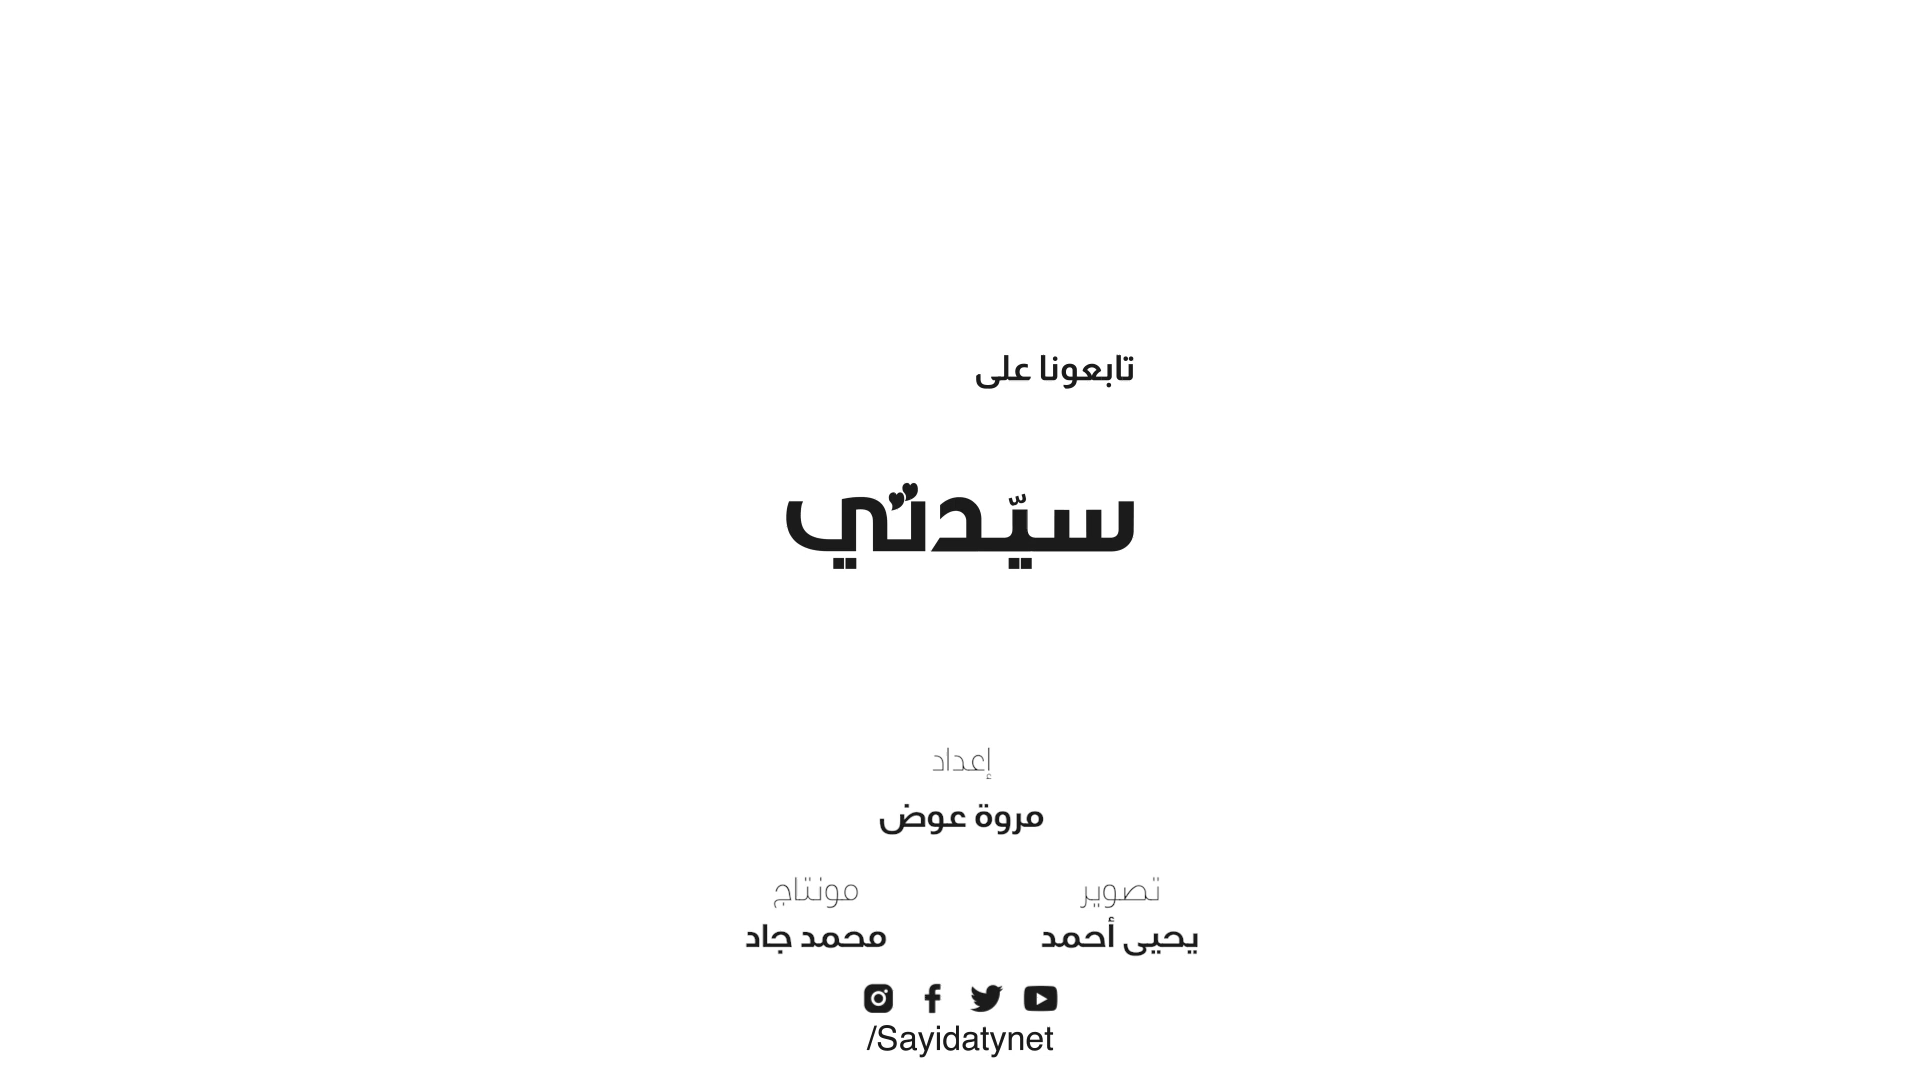 تابعونا على
سيّدتي
إعداد
مروة عوض
تصوير مونتاج
يحيى أحمد محمد جاد
/Sayidatynet